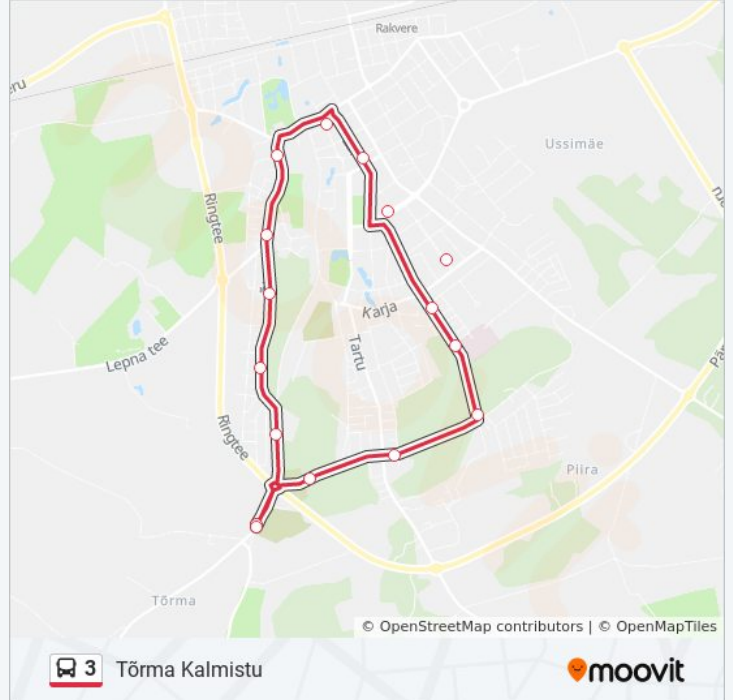 Rakvere
Ussimäe
Ringtee
Karja
Tartu
Lepna tee
Ringtee
Piira
Tõrma
© OpenStreetMap contributors | © OpenMapTiles
3 Tõrma Kalmistu
moovit